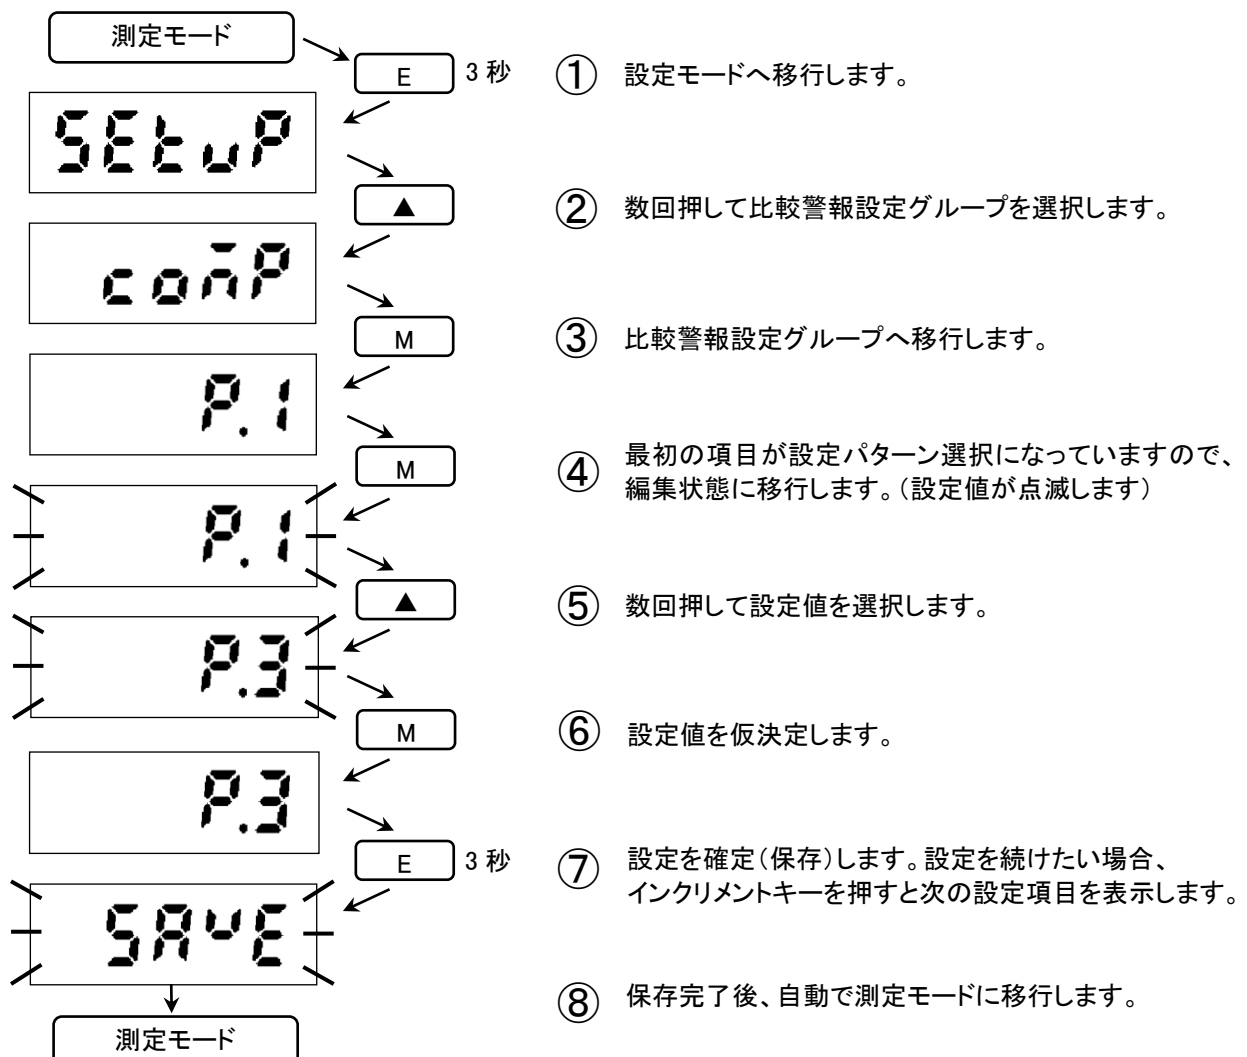 測定モード
E 3 秒 ① 設定モードへ移行します。
SEtuP
▲ ② 数回押して比較警報設定グループを選択します。
comP
M ③ 比較警報設定グループへ移行します。
P.1
M ④ 最初の項目が設定パターン選択になっていますので、
編集状態に移行します。(設定値が点滅します)
P.1
▲ ⑤ 数回押して設定値を選択します。
P.3
M ⑥ 設定値を仮決定します。
P.3
E 3 秒 ⑦ 設定を確定(保存)します。設定を続けたい場合、
インクリメントキーを押すと次の設定項目を表示します。
SAvE
⑧ 保存完了後、自動で測定モードに移行します。
測定モード